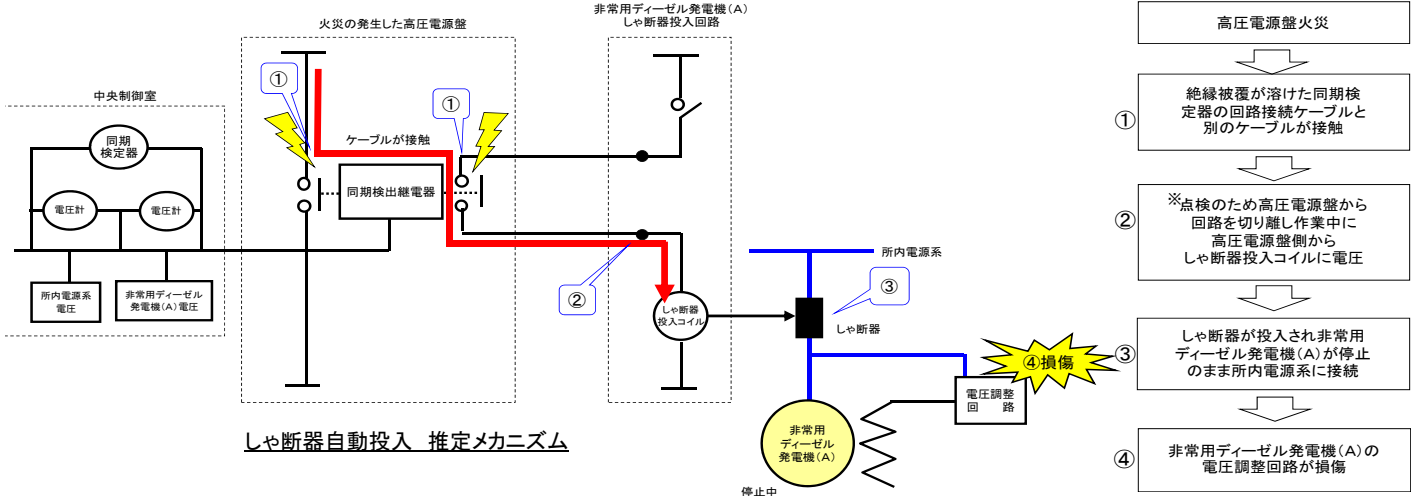 火災の発生した高圧電源盤
非常用ディーゼル発電機(A)
しゃ断器投入回路
中央制御室
同期
検定器
電圧計
電圧計
所内電源系
電圧
非常用ディーゼル
発電機(A)電圧
①
①
ケーブルが接触
同期検出継電器
②
しゃ断器
投入コイル
所内電源系
③
しゃ断器
④損傷
電圧調整
回 路
非常用
ディーゼル
発電機(A)
停止中
しゃ断器自動投入 推定メカニズム
高圧電源盤火災
①
絶縁被覆が溶けた同期検
定器の回路接続ケーブルと
別のケーブルが接触
②
※点検のため高圧電源盤から
回路を切り離し作業中に
高圧電源盤側から
しゃ断器投入コイルに電圧
③
しゃ断器が投入され非常用
ディーゼル発電機(A)が停止
のまま所内電源系に接続
④
非常用ディーゼル発電機(A)の
電圧調整回路が損傷